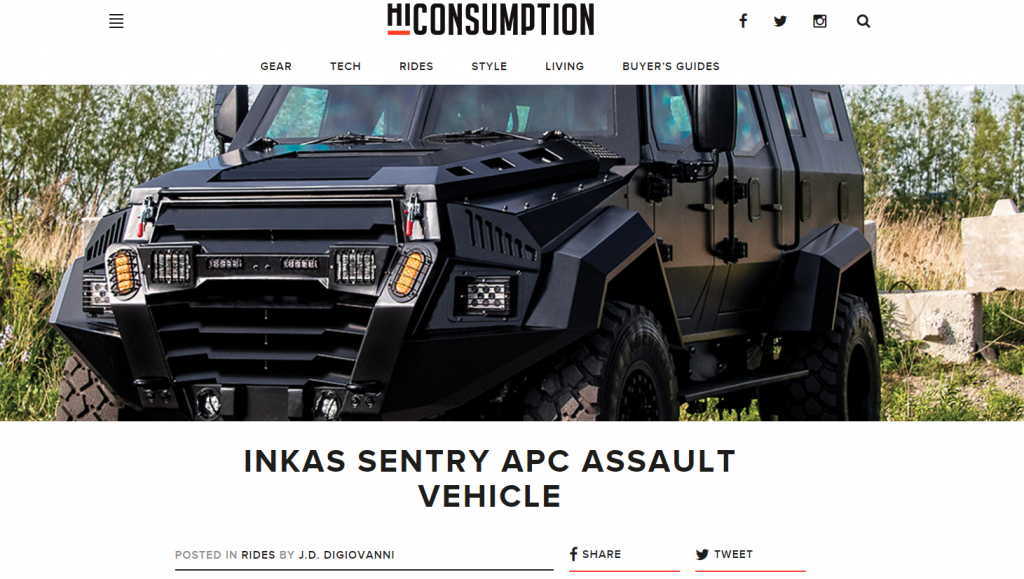 HICONSUMPTION
GEAR TECH RIDES STYLE LIVING BUYER'S GUIDES
INKAS SENTRY APC ASSAULT
VEHICLE
POSTED IN RIDES BY J.D. DIGIOVANNI
SHARE
TWEET